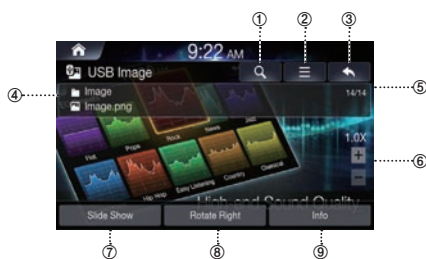 ① ② ③
9:22 AM
USB Image
④ Image 14/14 ⑤
Image.png
Jazz
News
Rock
Pops
Flat
1.0X
⑥
Classical
Country
Easy Listening
Hip Hop
High-end Sound Quality
Slide Show Rotate Right Info
⑦ ⑧ ⑨